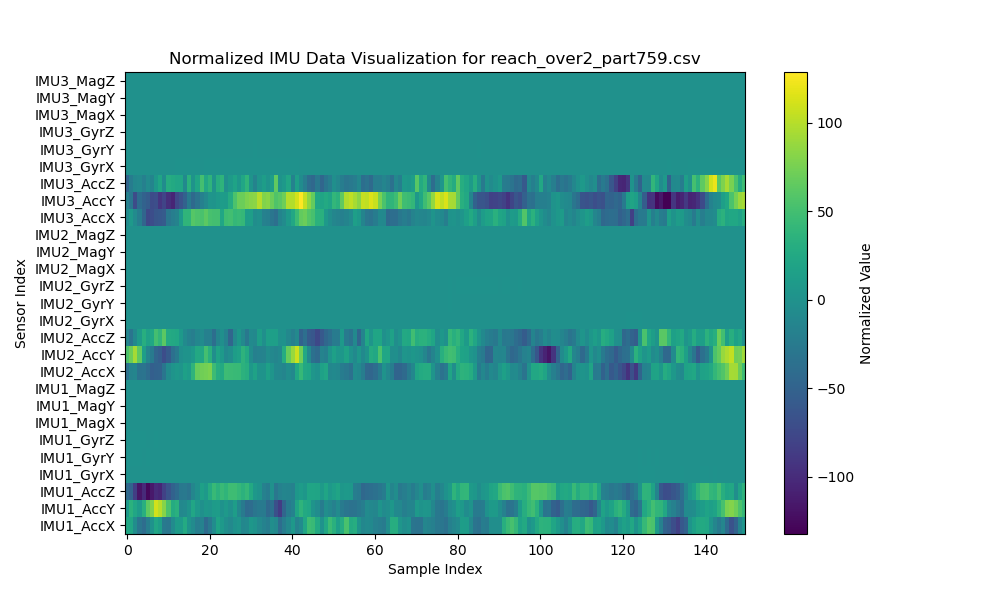 Normalized IMU Data Visualization for reach_over2_part759.csv
IMU3_MagZ
IMU3_MagY
IMU3_MagX
IMU3_GyrZ
IMU3_GyrY
IMU3_GyrX
IMU3_AccZ
IMU3_AccY
IMU3_AccX
IMU2_MagZ
IMU2_MagY
IMU2_MagX
IMU2_GyrZ
IMU2_GyrY
IMU2_GyrX
IMU2_AccZ
IMU2_AccY
IMU2_AccX
IMU1_MagZ
IMU1_MagY
IMU1_MagX
IMU1_GyrZ
IMU1_GyrY
IMU1_GyrX
IMU1_AccZ
IMU1_AccY
IMU1_AccX
Sensor Index
0 20 40 60 80 100 120 140
Sample Index
100
50
0
−50
−100
Normalized Value